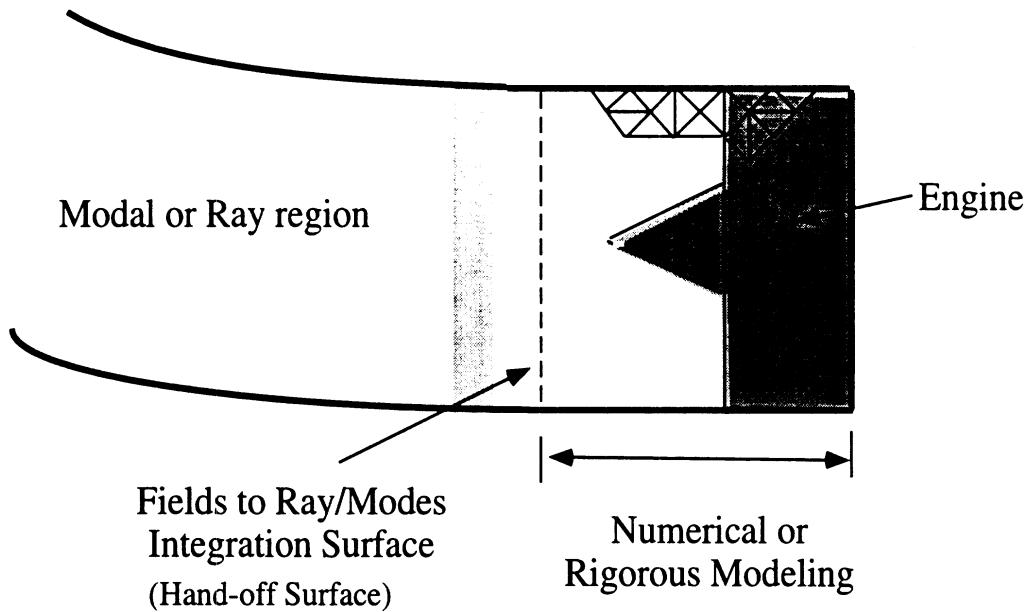 Modal or Ray region
Engine
Fields to Ray/Modes
Integration Surface
(Hand-off Surface)
Numerical or
Rigorous Modeling